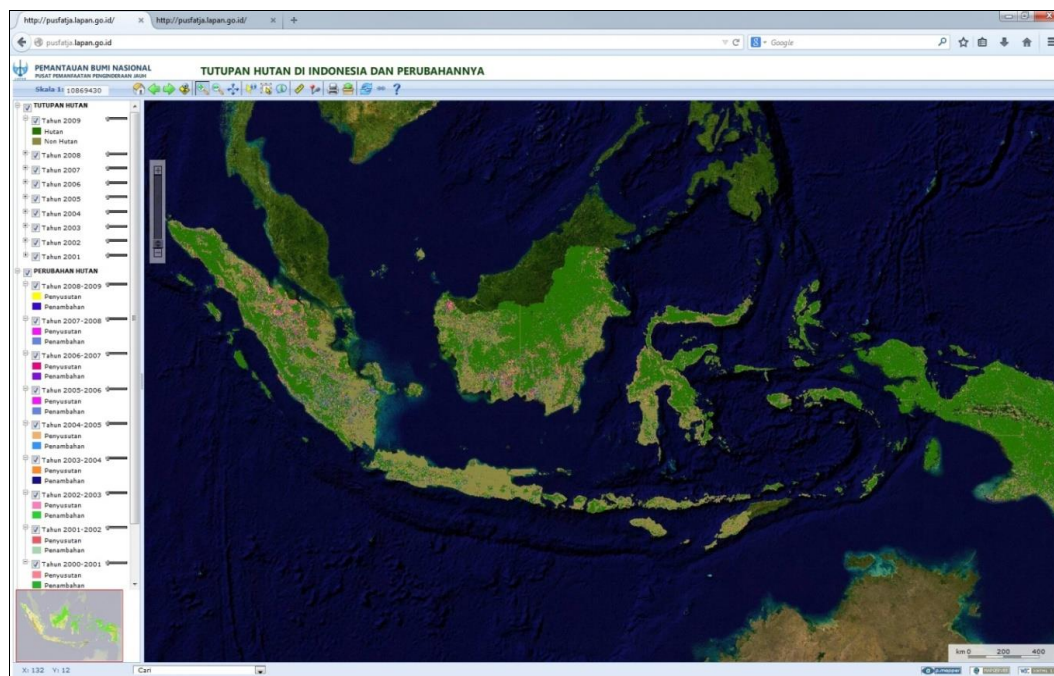 http://pusfatja.lapan.go.id/
http://pusfatja.lapan.go.id/
pusfatja.lapan.go.id
Google
PEMANTAUAN BUMI NASIONAL
PUSAT PEMANFAATAN PENGINDERAAN JAUH
TUTUPAN HUTAN DI INDONESIA DAN PERUBAHANNYA
Skala 1: 10869430
TUTUPAN HUTAN
Tahun 2009
Hutan
Non Hutan
Tahun 2008
Tahun 2007
Tahun 2006
Tahun 2005
Tahun 2004
Tahun 2003
Tahun 2002
Tahun 2001
PERUBAHAN HUTAN
Tahun 2008-2009
Penyusutan
Penambahan
Tahun 2007-2008
Penyusutan
Penambahan
Tahun 2006-2007
Penyusutan
Penambahan
Tahun 2005-2006
Penyusutan
Penambahan
Tahun 2004-2005
Penyusutan
Penambahan
Tahun 2003-2004
Penyusutan
Penambahan
Tahun 2002-2003
Penyusutan
Penambahan
Tahun 2001-2002
Penyusutan
Penambahan
Tahun 2000-2001
Penyusutan
Penambahan
km 0 200 400
X: 132 Y: 12
Cari